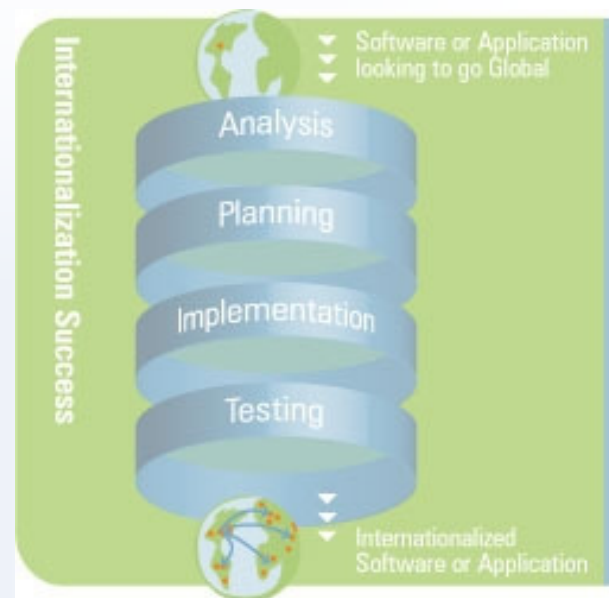 Internationalization Success
Software or Application
looking to go Global
Analysis
Planning
Implementation
Testing
Internationalized
Software or Application